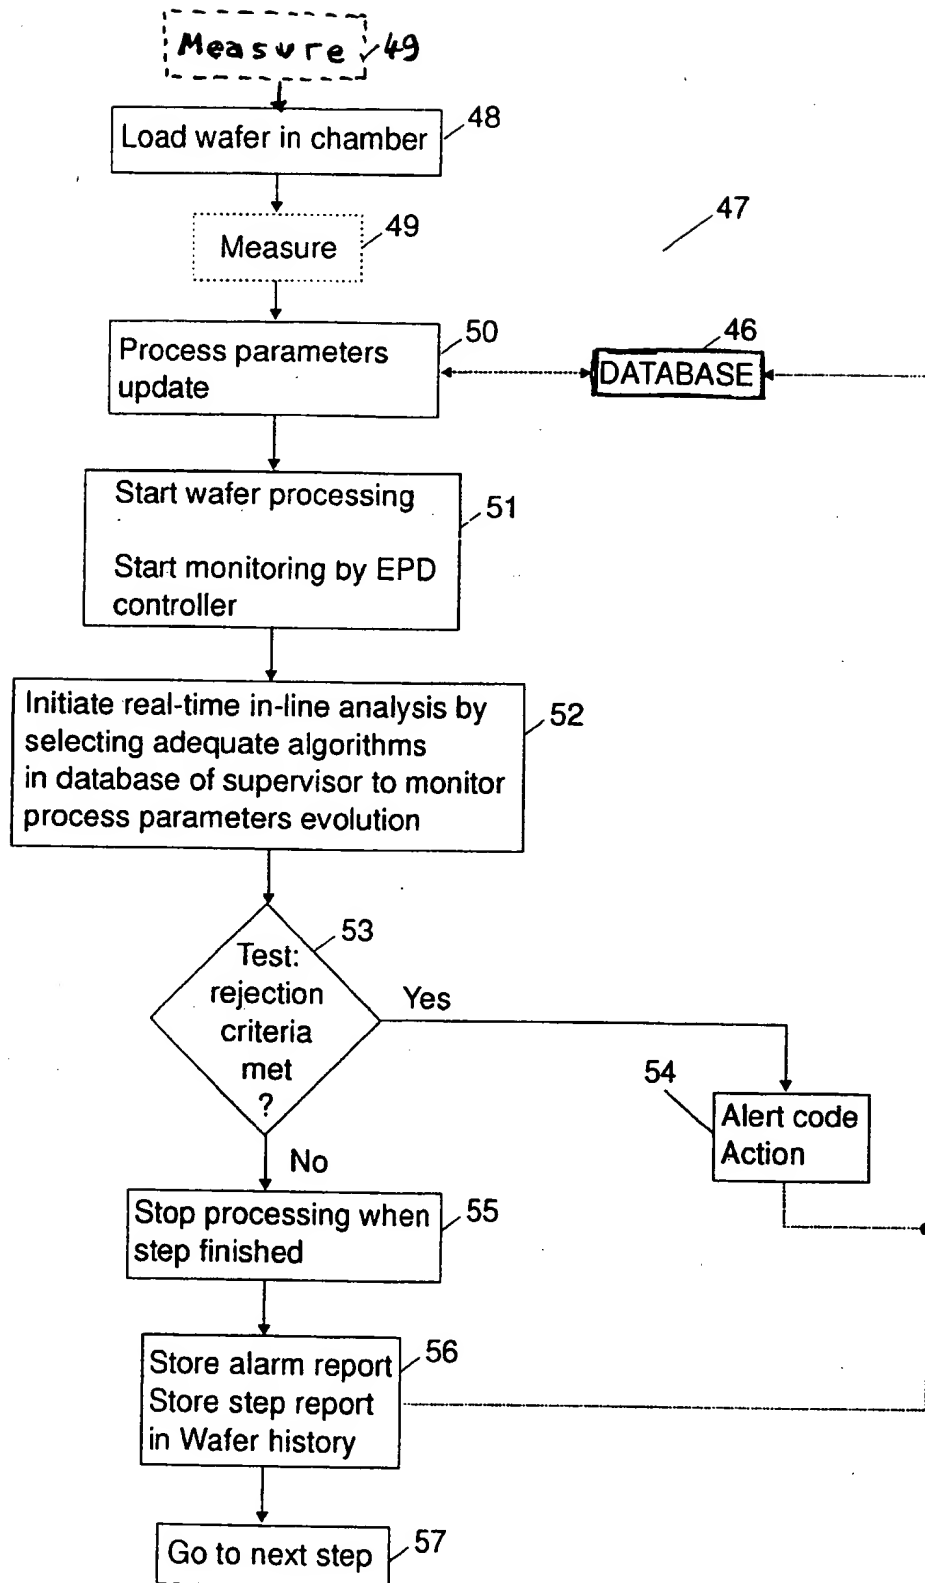 Measure 49
Load wafer in chamber 48
47
Measure 49
Process parameters 50
update
46
DATABASE
Start wafer processing 51
Start monitoring by EPD
controller
Initiate real-time in-line analysis by 52
selecting adequate algorithms
in database of supervisor to monitor
process parameters evolution
53
Test:
rejection
criteria
met
?
Yes
54
Alert code
Action
No
Stop processing when 55
step finished
Store alarm report 56
Store step report
in Wafer history
Go to next step 57